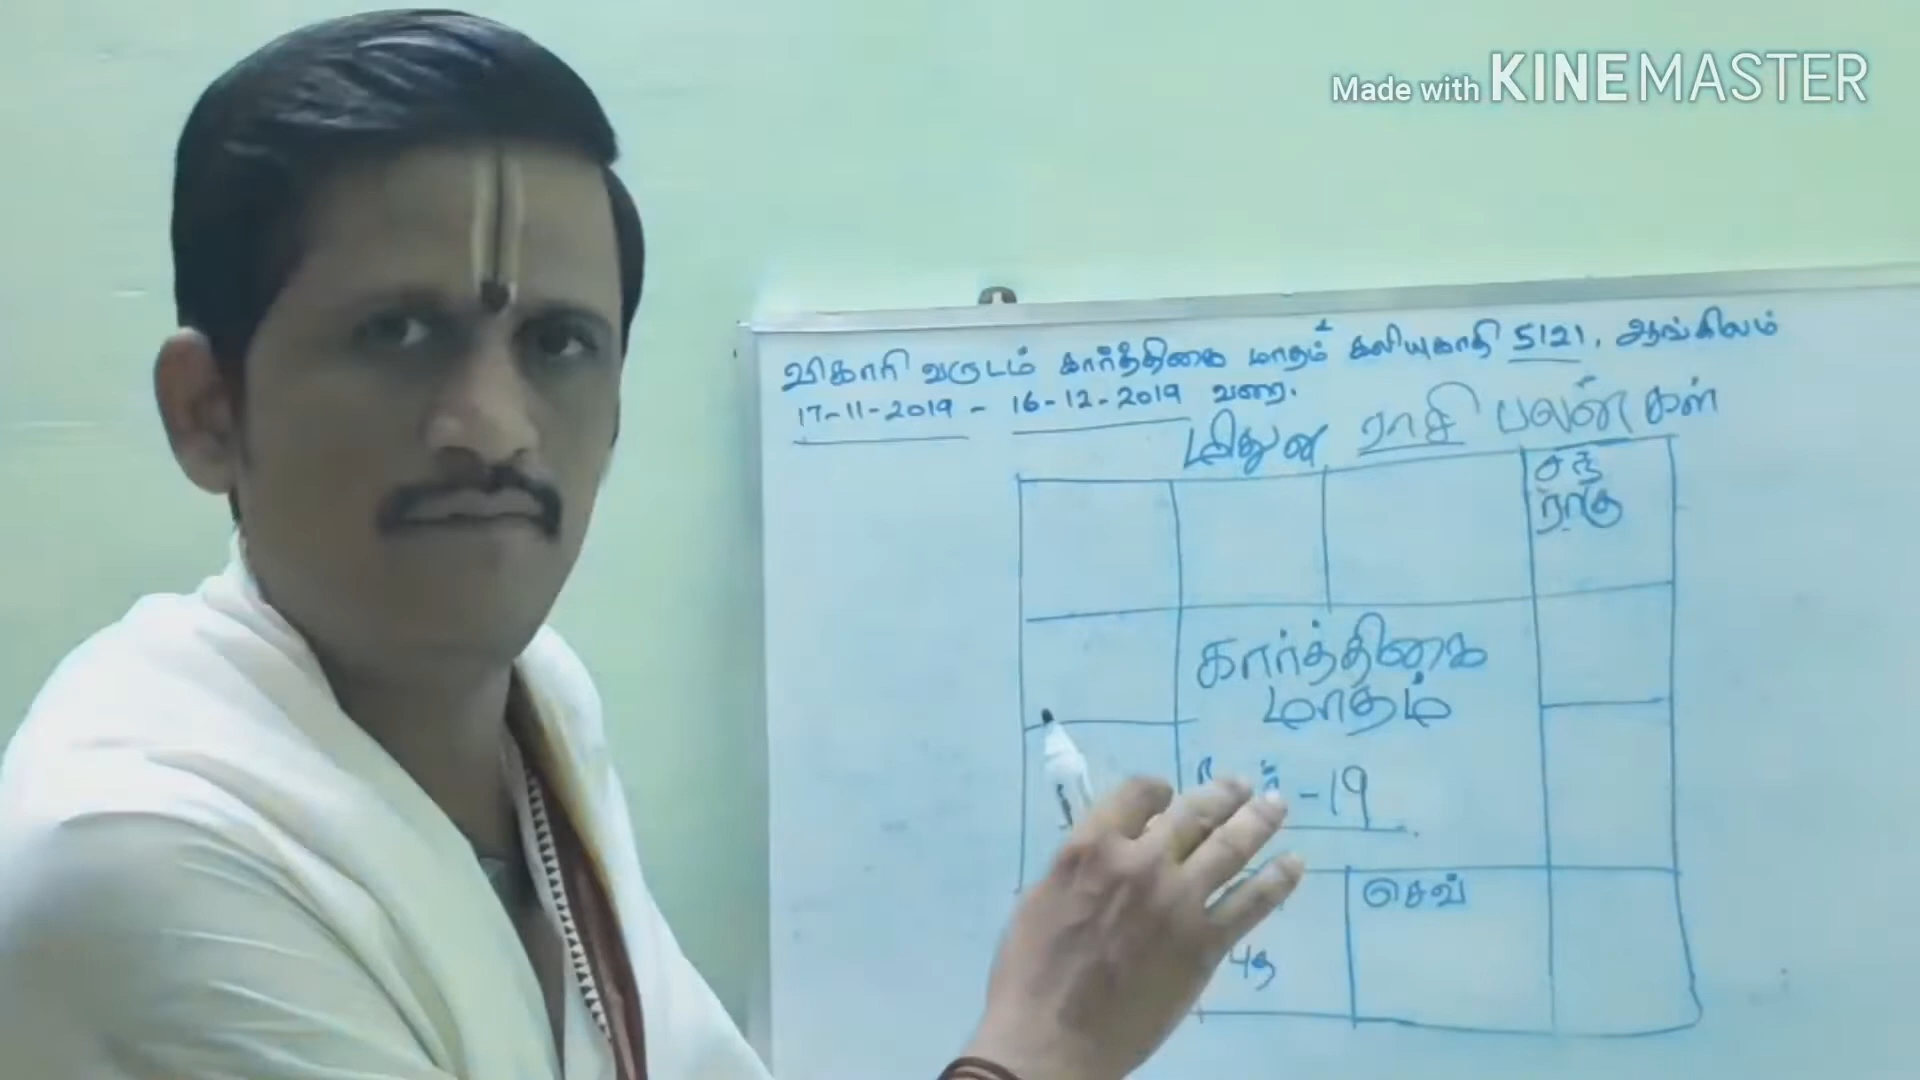 Made with KINEMASTER
விகாரி வருடம் கார்த்திகை மாதம் கலியுகாதி 5121, ஆங்கிலம்
17-11-2019 - 16-12-2019 வரை.
மிதுன ராசி பலன்கள்
சந்
ராகு
கார்த்திகை
மாதம்
-19
செவ்
புத